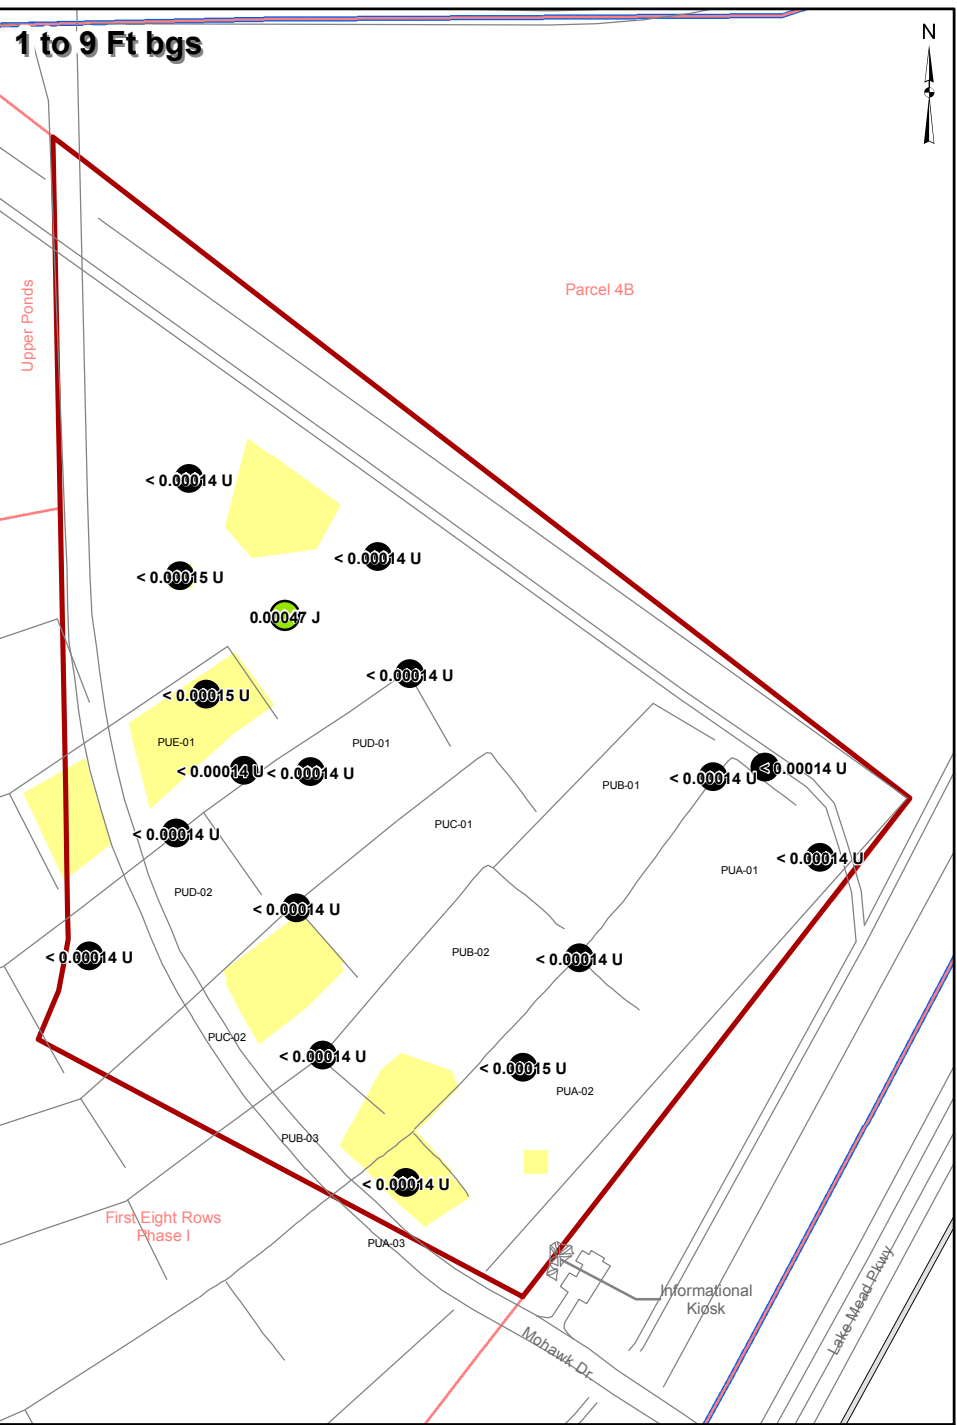 1 to 9 Ft bgs
N
Parcel 4B
Upper Ponds
< 0.00014 U
< 0.00014 U
< 0.00015 U
0.00047 J
< 0.00014 U
< 0.00015 U
PUE-01
PUD-01
< 0.00014 U
< 0.00014 U
< 0.00014 U
< 0.00014 U
PUB-01
PUC-01
< 0.00014 U
< 0.00014 U
PUA-01
PUD-02
< 0.00014 U
< 0.00014 U
PUB-02
< 0.00014 U
PUC-02
< 0.00014 U
< 0.00015 U
PUA-02
PUB-03
< 0.00014 U
First Eight Rows
Phase I
PUA-03
Informational
Kiosk
Mohawk Dr.
Lake Mead Pkwy